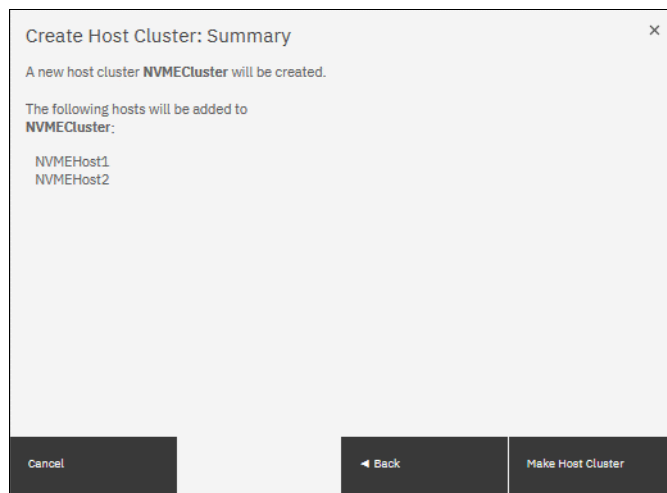 Create Host Cluster: Summary
A new host cluster NVMECluster will be created.
The following hosts will be added to
NVMECluster:
NVMEHost1
NVMEHost2
Cancel
◄ Back
Make Host Cluster